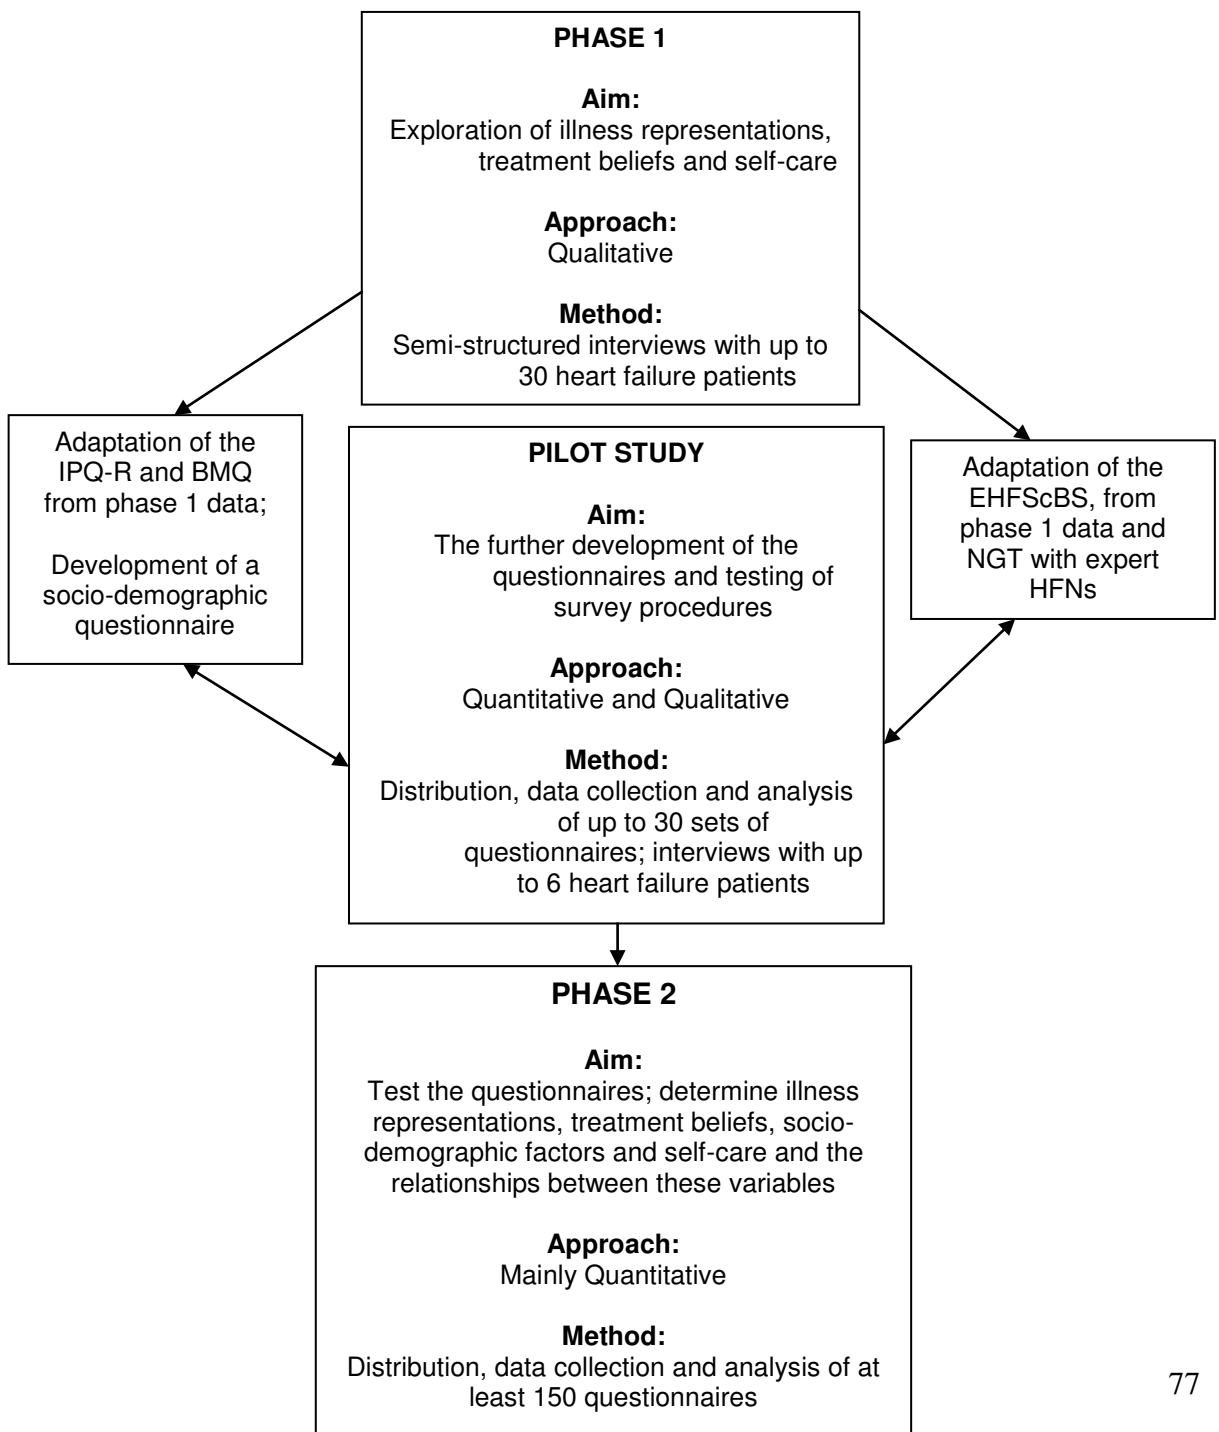 PHASE 1
Aim:
Exploration of illness representations,
treatment beliefs and self-care
Approach:
Qualitative
Method:
Semi-structured interviews with up to
30 heart failure patients
Adaptation of the
IPQ-R and BMQ
from phase 1 data;
Development of a
socio-demographic
questionnaire
PILOT STUDY
Aim:
The further development of the
questionnaires and testing of
survey procedures
Approach:
Quantitative and Qualitative
Method:
Distribution, data collection and analysis
of up to 30 sets of
questionnaires; interviews with up
to 6 heart failure patients
Adaptation of the
EHFScBS, from
phase 1 data and
NGT with expert
HFNs
PHASE 2
Aim:
Test the questionnaires; determine illness
representations, treatment beliefs, socio-
demographic factors and self-care and the
relationships between these variables
Approach:
Mainly Quantitative
Method:
Distribution, data collection and analysis of at
least 150 questionnaires
77